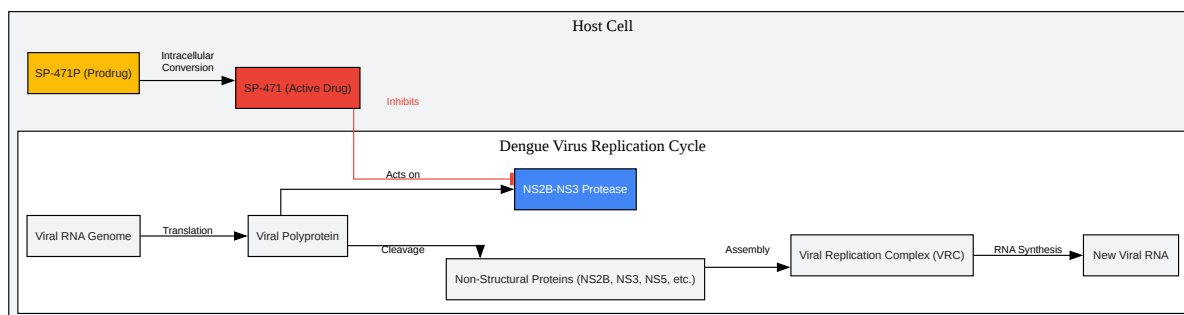 Host Cell
SP-471P (Prodrug)
Intracellular
Conversion
SP-471 (Active Drug)
Inhibits
Dengue Virus Replication Cycle
Acts on
NS2B-NS3 Protease
Viral RNA Genome
Translation
Viral Polyprotein
Cleavage
Non-Structural Proteins (NS2B, NS3, NS5, etc.)
Assembly
Viral Replication Complex (VRC)
RNA Synthesis
New Viral RNA